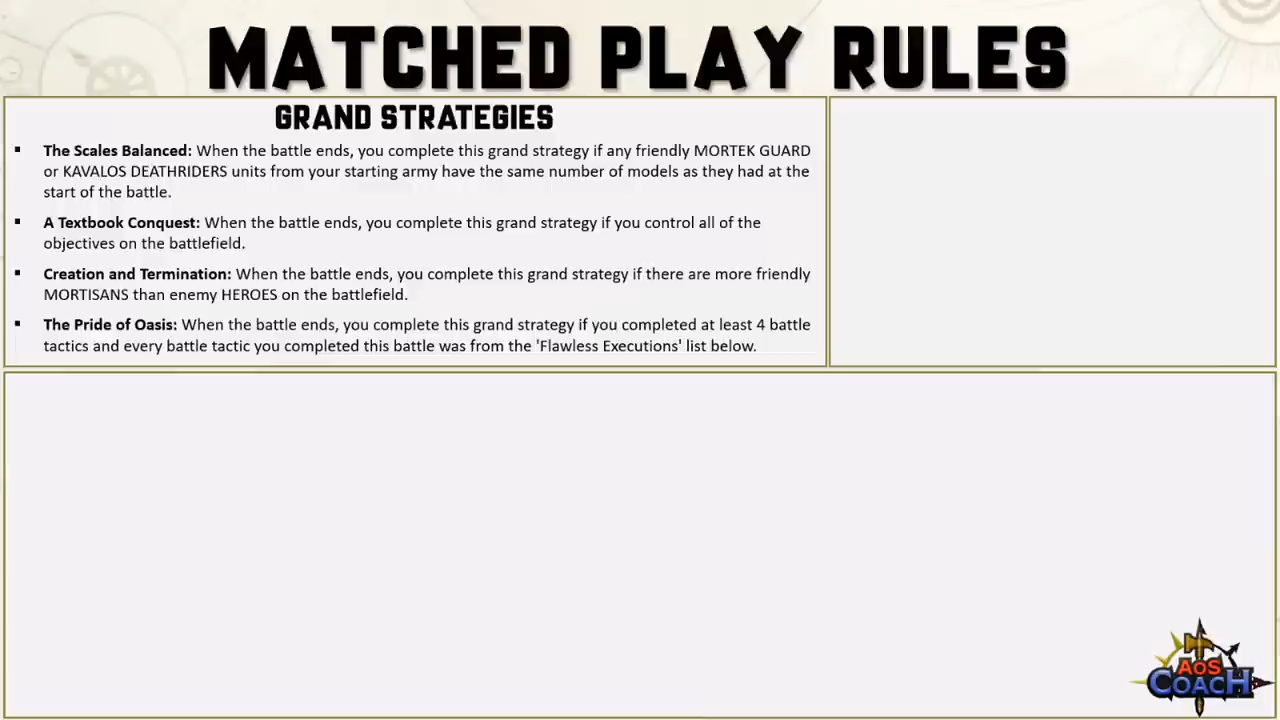 MATCHED PLAY RULES
GRAND STRATEGIES
▪ The Scales Balanced: When the battle ends, you complete this grand strategy if any friendly MORTEK GUARD
or KAVALOS DEATHRIDERS units from your starting army have the same number of models as they had at the
start of the battle.
▪ A Textbook Conquest: When the battle ends, you complete this grand strategy if you control all of the
objectives on the battlefield.
▪ Creation and Termination: When the battle ends, you complete this grand strategy if there are more friendly
MORTISANS than enemy HEROES on the battlefield.
▪ The Pride of Oasis: When the battle ends, you complete this grand strategy if you completed at least 4 battle
tactics and every battle tactic you completed this battle was from the 'Flawless Executions' list below.
AoS
COACH